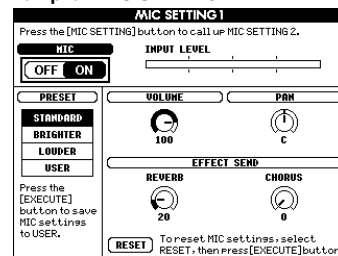 MIC SETTING1
Press the [MIC SETTING] button to call up MIC SETTING 2.
MIC
INPUT LEVEL
OFF ON
PRESET
VOLUME
PAN
STANDARD
BRIGHTER
LOUDER
USER
100
C
EFFECT SEND
REVERB
CHORUS
20
0
Press the
[EXECUTE]
button to save
MIC settings
to USER.
RESET
To reset MIC settings, select
RESET, then press [EXECUTE] button